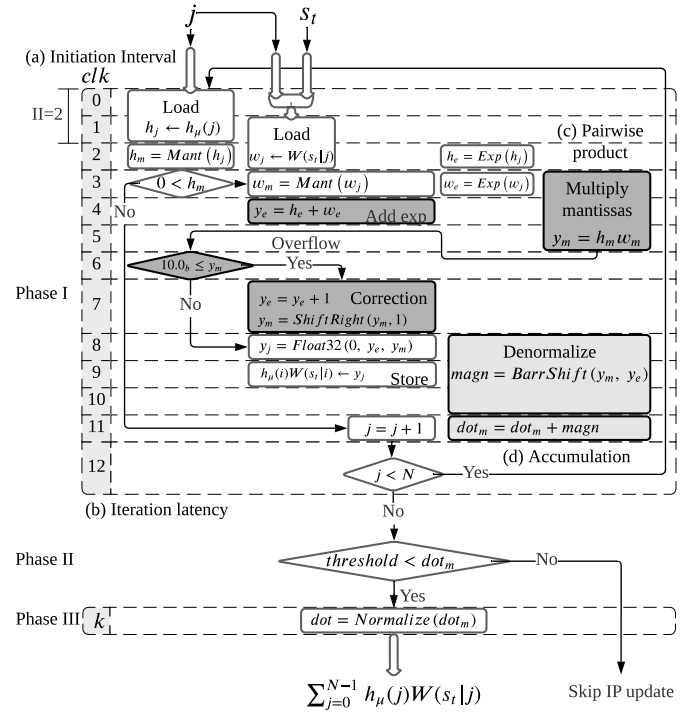 j
s_t
(a) Initiation Interval
clk
0
II=2
Load
h_j ← h_μ(j)
1
Load
w_j ← W(s_t|j)
(c) Pairwise
product
2
h_m = Mant(h_j)
h_e = Exp(h_j)
3
0 < h_m
w_m = Mant(w_j)
w_e = Exp(w_j)
Multiply
mantissas
y_m = h_m w_m
No
4
y_e = h_e + w_e
Add exp
5
Overflow
6
10.0_b ≤ y_m
Yes
Phase I
No
7
y_e = y_e + 1
Correction
y_m = ShiftRight(y_m, 1)
8
y_j = Float32(0, y_e, y_m)
Denormalize
magn = BarrShift(y_m, y_e)
9
h_μ(i)W(s_t|i) ← y_j
Store
10
11
j = j + 1
dot_m = dot_m + magn
(d) Accumulation
12
j < N
Yes
(b) Iteration latency
No
Phase II
threshold < dot_m
No
Yes
Phase III
k
dot = Normalize(dot_m)
∑_{j=0}^{N−1} h_μ(j)W(s_t|j)
Skip IP update